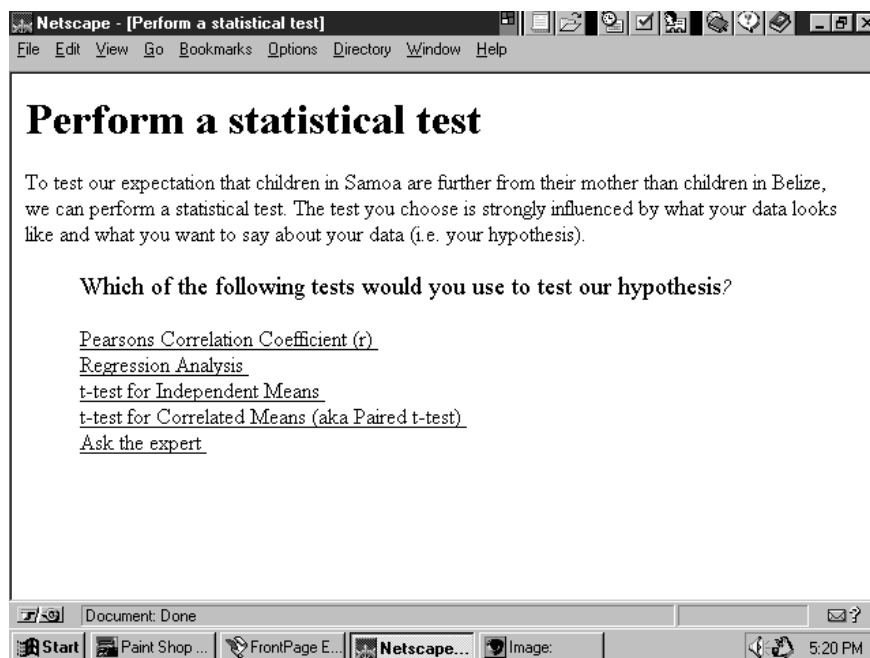 Netscape - [Perform a statistical test]
File Edit View Go Bookmarks Options Directory Window Help
Perform a statistical test
To test our expectation that children in Samoa are further from their mother than children in Belize,
we can perform a statistical test. The test you choose is strongly influenced by what your data looks
like and what you want to say about your data (i.e. your hypothesis).
Which of the following tests would you use to test our hypothesis?
Pearsons Correlation Coefficient (r)
Regression Analysis
t-test for Independent Means
t-test for Correlated Means (aka Paired t-test)
Ask the expert
Document: Done
Start Paint Shop ... FrontPage E... Netscape... Image: 5:20 PM